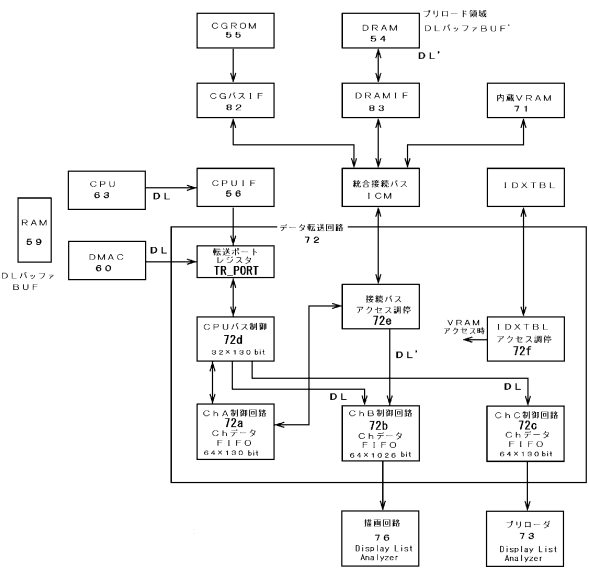 CGROM
55
DRAM
54
プリロード領域
DLバッファBUF'
DL'
CGバスIF
82
DRAMIF
83
内蔵VRAM
71
CPU
63
DL
CPUIF
56
統合接続バス
ICM
IDXTBL
RAM
59
DLバッファ
BUF
DMAC
60
DL
データ転送回路
72
転送ポート
レジスタ
TR_PORT
接続バス
アクセス調停
72e
CPUバス制御
72d
32×130bit
VRAM
アクセス時
IDXTBL
アクセス調停
72f
DL'
DL
DL
ChA制御回路
72a
Chデータ
FIFO
64×130bit
ChB制御回路
72b
Chデータ
FIFO
64×1026bit
ChC制御回路
72c
Chデータ
FIFO
64×130bit
描画回路
76
Display List
Analyzer
プリローダ
73
Display List
Analyzer